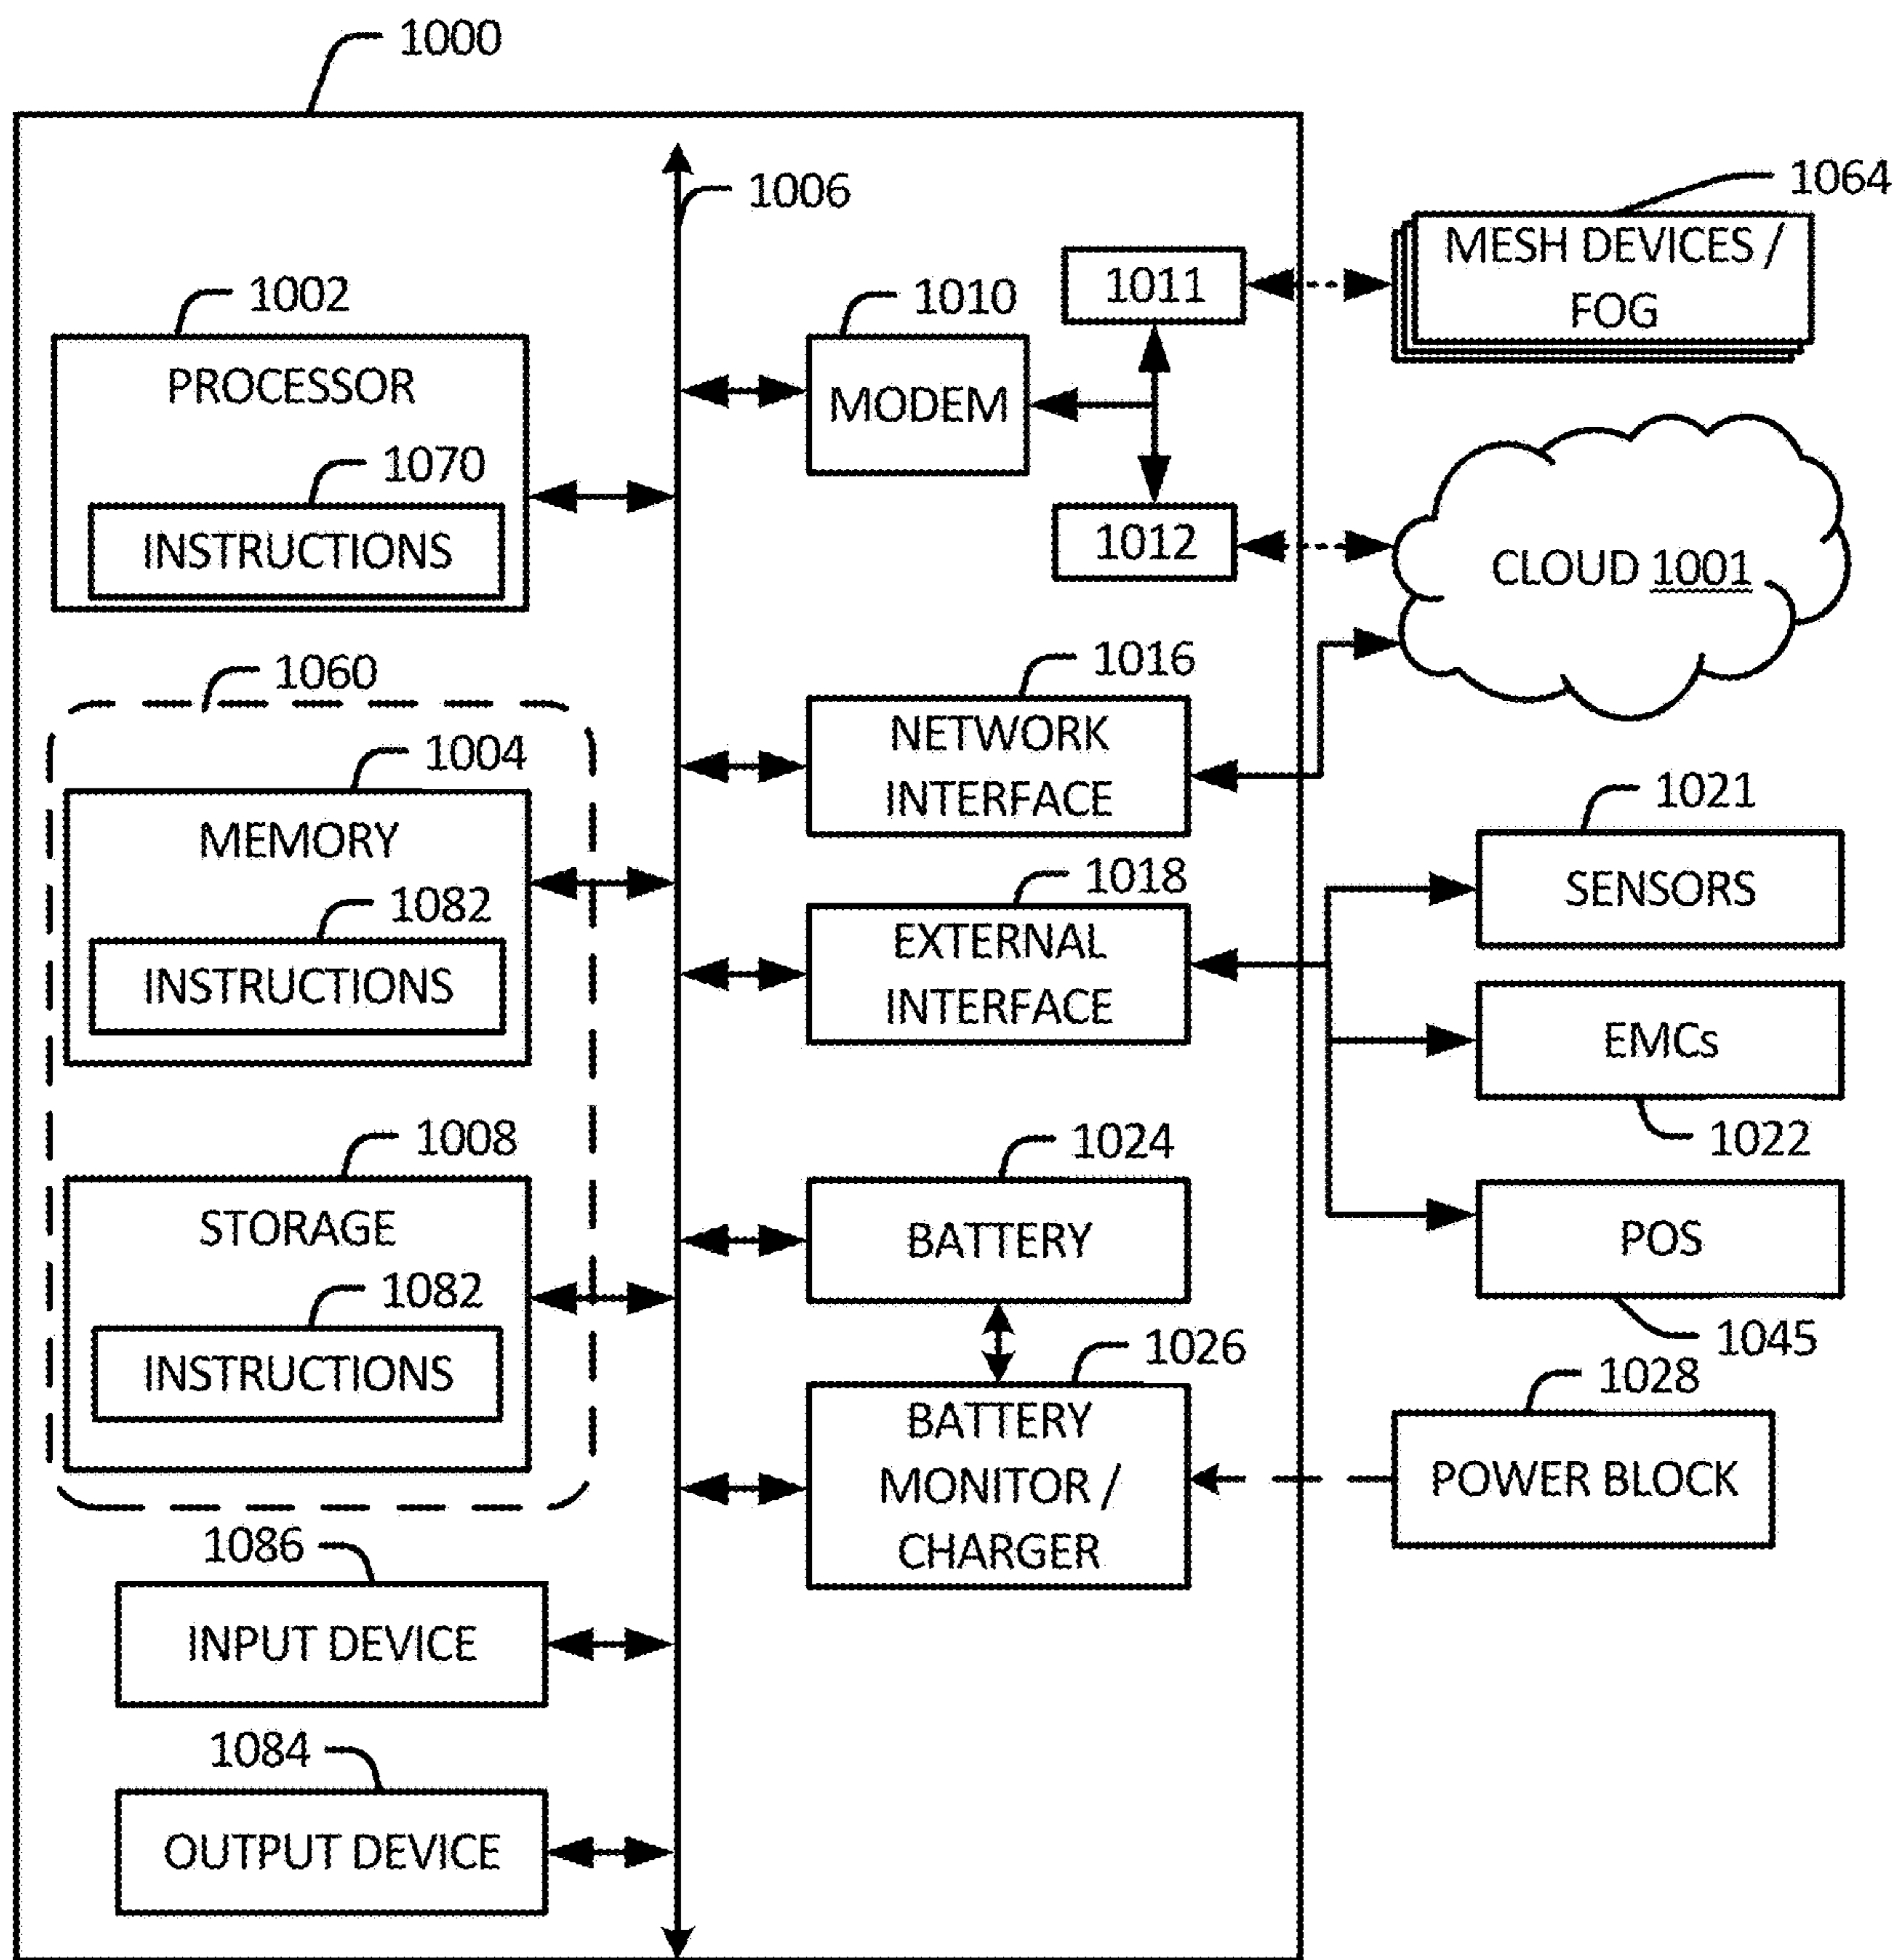 1000
1006
1064
MESH DEVICES /
FOG
1002
PROCESSOR
1070
INSTRUCTIONS
1010
MODEM
1011
1012
CLOUD 1001
1060
1004
MEMORY
1082
INSTRUCTIONS
1016
NETWORK
INTERFACE
1018
EXTERNAL
INTERFACE
1021
SENSORS
EMCs
1022
1008
STORAGE
1082
INSTRUCTIONS
1024
BATTERY
POS
1045
1026
BATTERY
MONITOR /
CHARGER
1028
POWER BLOCK
1086
INPUT DEVICE
1084
OUTPUT DEVICE